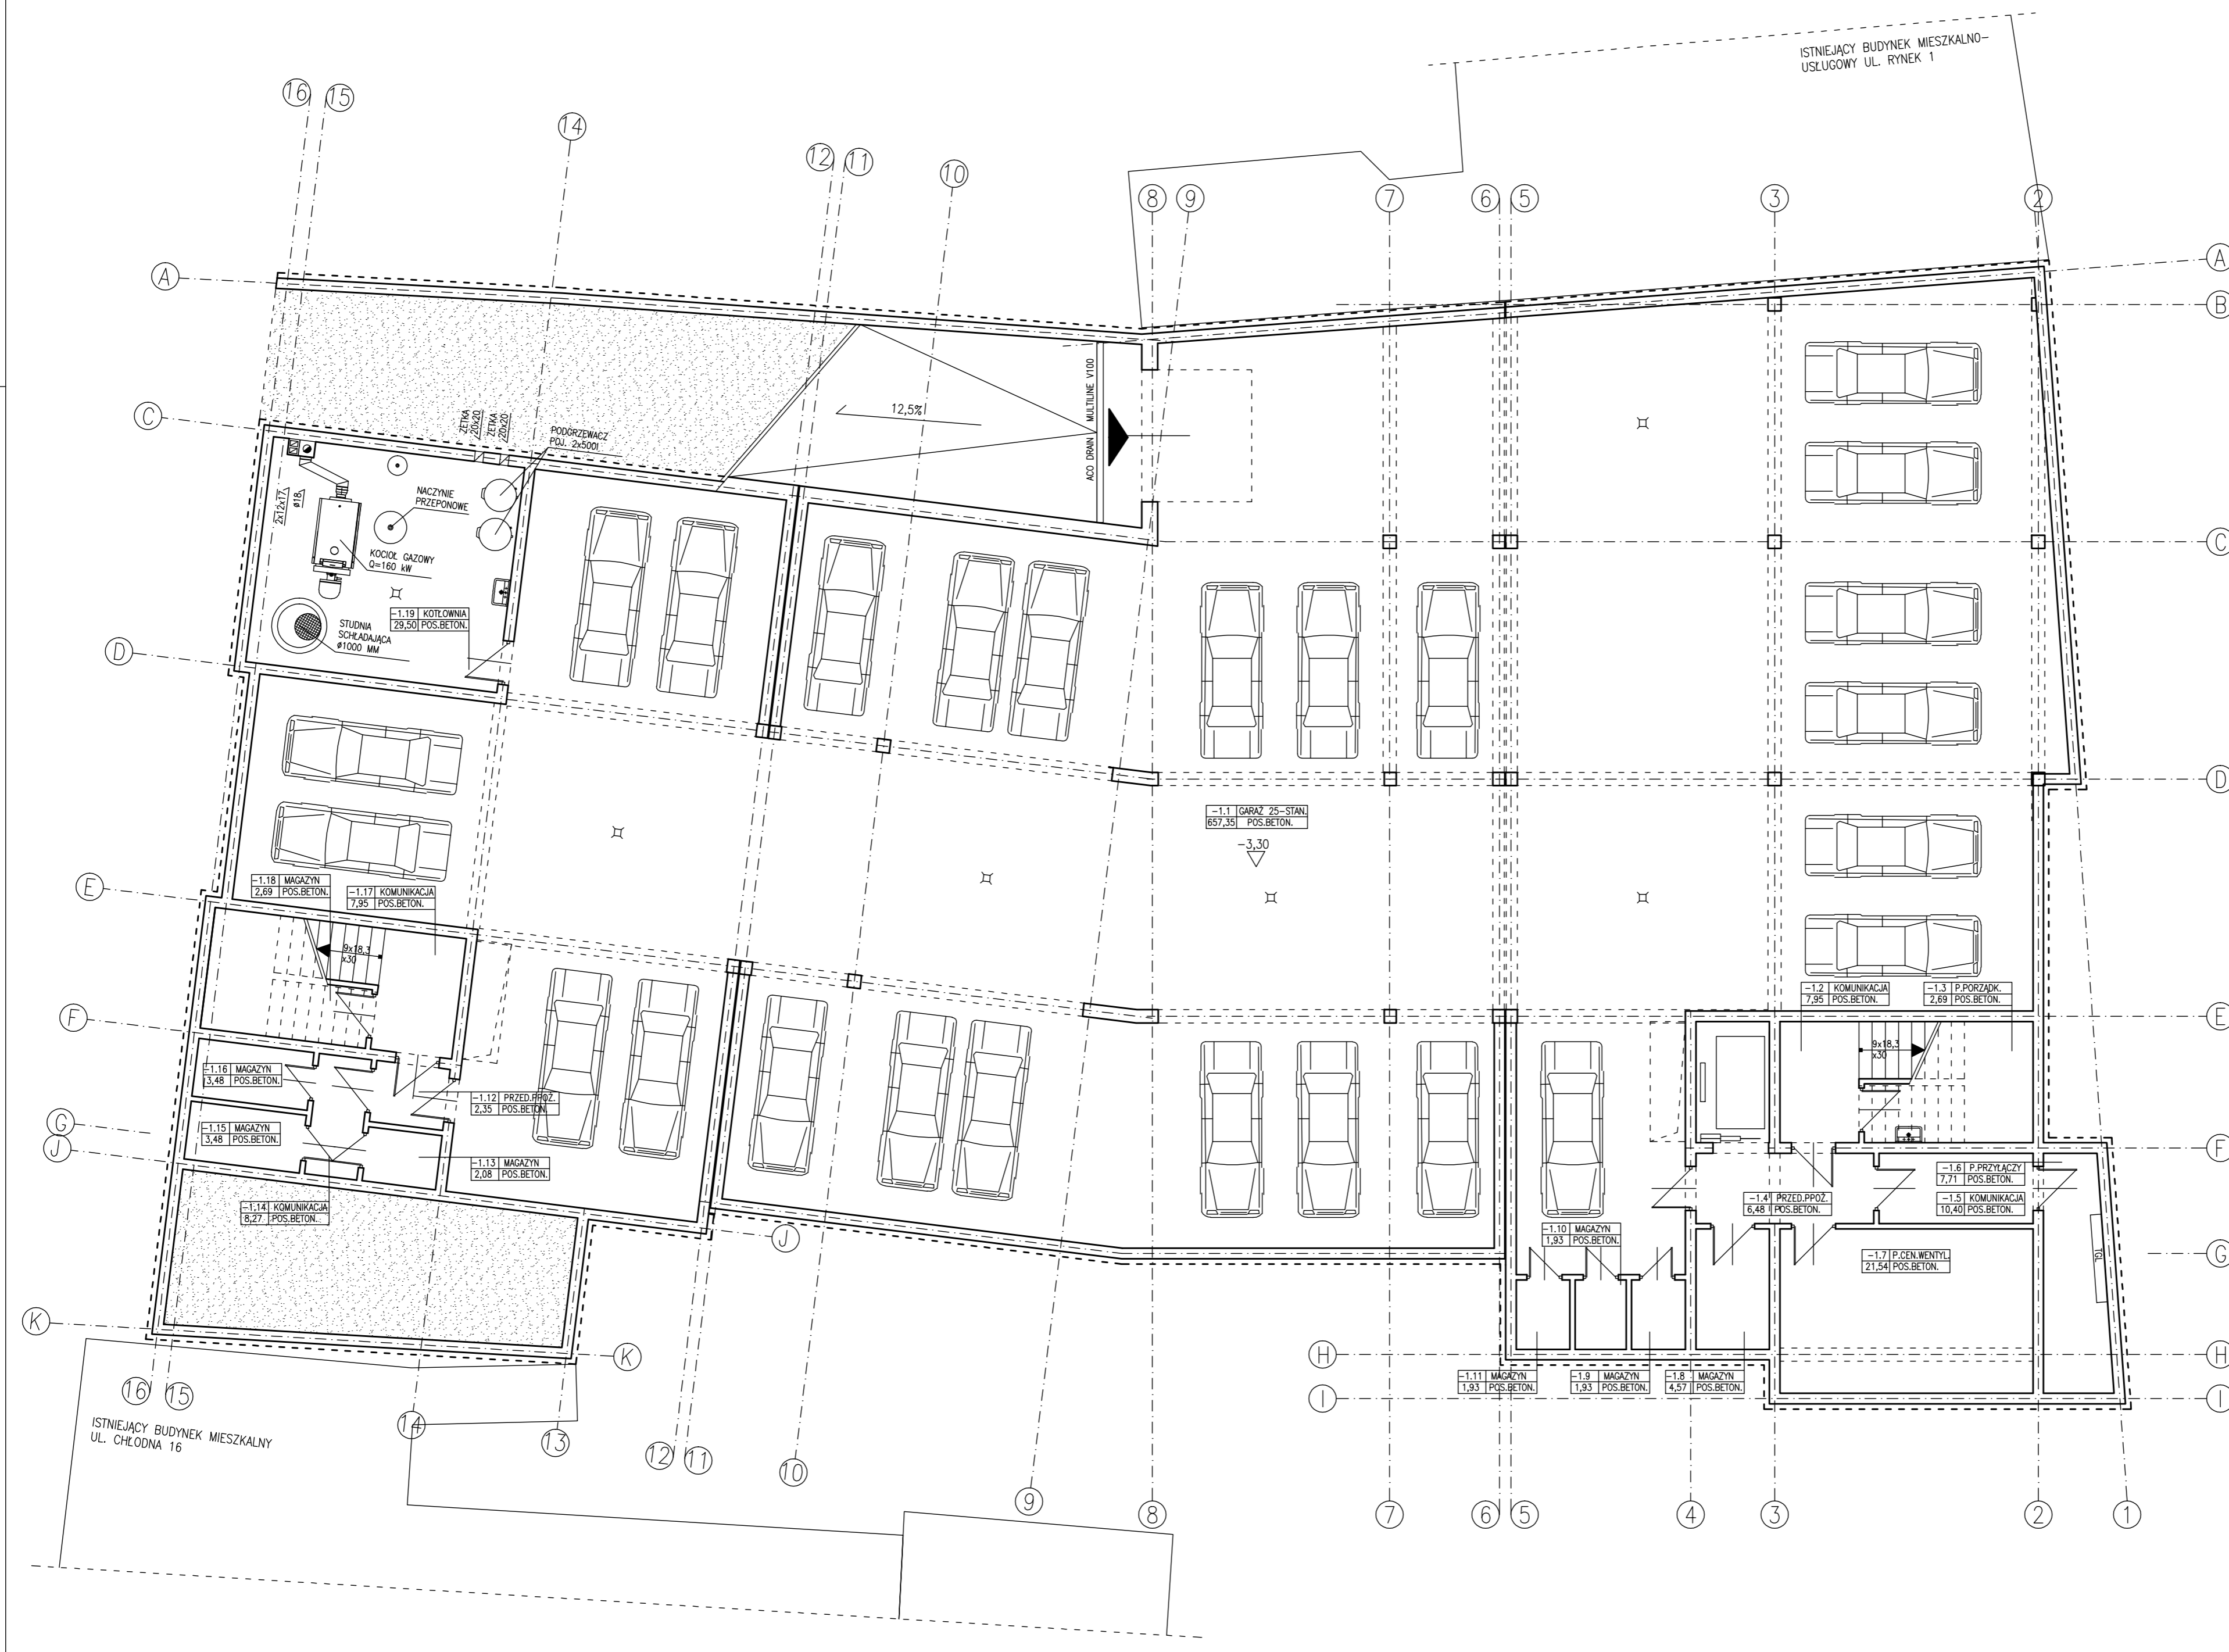 ISTNIEJĄCY BUDYNEK MIESZKALNO-
USŁUGOWY UL. RYNEK 1
16
15
14
12
11
10
8
9
7
6
5
3
2
A
A
B
C
C
D
D
E
E
F
F
G
G
J
J
K
K
H
H
I
I
12,5%
ACO DRAIN MULTILINE V100
ZETKA
20x20
ZETKA
20x20
PODGRZEWACZ
POJ. 2x500l
2x12x17
ø18
NACZYNIE
PRZEPONOWE
KOCIOŁ GAZOWY
Q=160 kW
STUDNIA
SCHŁADAJĄCA
ø1000 MM
-1.19 KOTŁOWNIA
29,50 POS.BETON.
-1.1 GARAŻ 25-STAN.
657,35 POS.BETON.
-3,30
-1.18 MAGAZYN
2,69 POS.BETON.
-1.17 KOMUNIKACJA
7,95 POS.BETON.
9x18,3
x30
-1.16 MAGAZYN
3,48 POS.BETON.
-1.15 MAGAZYN
3,48 POS.BETON.
-1.12 PRZED.PPOŻ.
2,35 POS.BETON.
-1.13 MAGAZYN
2,08 POS.BETON.
-1.14 KOMUNIKACJA
8,27 POS.BETON.
-1.2 KOMUNIKACJA
7,95 POS.BETON.
-1.3 P.PORZĄDK.
2,69 POS.BETON.
9x18,3
x30
-1.6 P.PRZYŁĄCZY
7,71 POS.BETON.
-1.4 PRZED.PPOŻ.
6,48 POS.BETON.
-1.5 KOMUNIKACJA
10,40 POS.BETON.
-1.10 MAGAZYN
1,93 POS.BETON.
-1.7 P.CEN.WENTYL.
21,54 POS.BETON.
-1.11 MAGAZYN
1,93 POS.BETON.
-1.9 MAGAZYN
1,93 POS.BETON.
-1.8 MAGAZYN
4,57 POS.BETON.
16
15
14
13
12
11
10
9
8
7
6
5
4
3
2
1
ISTNIEJĄCY BUDYNEK MIESZKALNY
UL. CHŁODNA 16